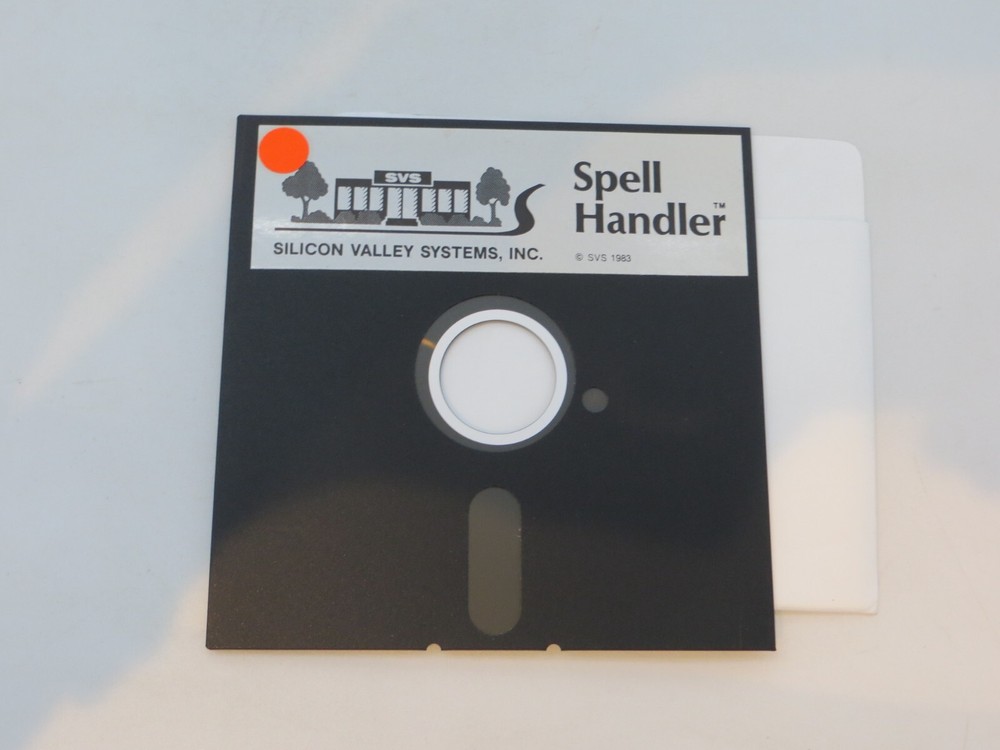 SVS
SILICON VALLEY SYSTEMS, INC.
Spell
Handler™
© SVS 1983